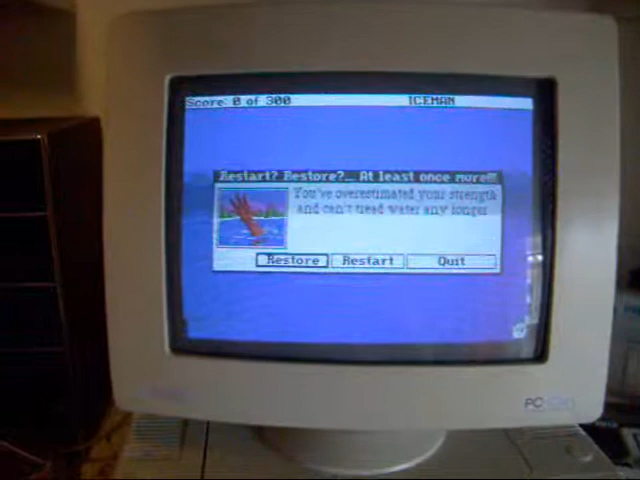 Score: 0 of 300 ICEMAN
Restart? Restore?... At least once more!!!
You've overestimated your strength
and can't tread water any longer
Restore Restart Quit
PC